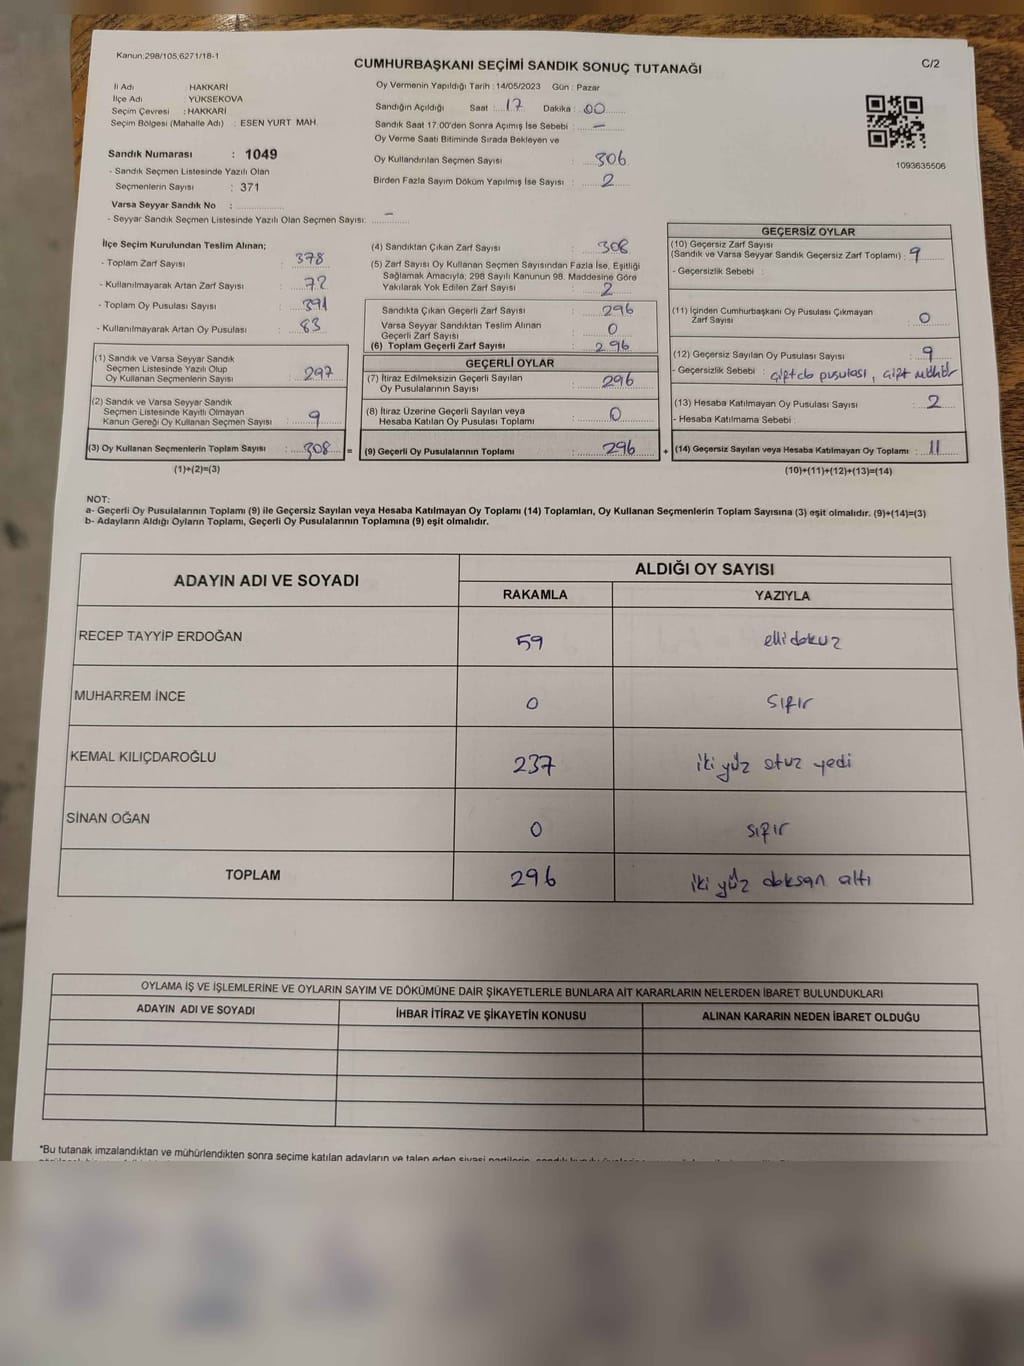 Kanun:298/105,6271/18-1
CUMHURBAŞKANI SEÇİMİ SANDIK SONUÇ TUTANAĞI
C/2
İl Adı HAKKARİ
İlçe Adı YÜKSEKOVA
Seçim Çevresi : HAKKARİ
Seçim Bölgesi (Mahalle Adı) : ESEN YURT MAH.
Sandık Numarası : 1049
- Sandık Seçmen Listesinde Yazılı Olan
Seçmenlerin Sayısı : 371
Varsa Seyyar Sandık No :
- Seyyar Sandık Seçmen Listesinde Yazılı Olan Seçmen Sayısı: –
Oy Vermenin Yapıldığı Tarih : 14/05/2023 Gün : Pazar
Sandığın Açıldığı Saat : 17 Dakika : 00
Sandık Saat 17.00'den Sonra Açımış İse Sebebi : –
Oy Verme Saati Bitiminde Sırada Bekleyen ve
Oy Kullandırılan Seçmen Sayısı : 306
Birden Fazla Sayım Döküm Yapılmış İse Sayısı : 2
1093635506
İlçe Seçim Kurulundan Teslim Alınan;
- Toplam Zarf Sayısı : 378
- Kullanılmayarak Artan Zarf Sayısı : 72
- Toplam Oy Pusulası Sayısı : 391
- Kullanılmayarak Artan Oy Pusulası : 83
(1) Sandık ve Varsa Seyyar Sandık
Seçmen Listesinde Yazılı Olup
Oy Kullanan Seçmenlerin Sayısı : 297
(2) Sandık ve Varsa Seyyar Sandık
Seçmen Listesinde Kayıtlı Olmayan
Kanun Gereği Oy Kullanan Seçmen Sayısı : 9
(3) Oy Kullanan Seçmenlerin Toplam Sayısı : 308 =
(1)+(2)=(3)
(4) Sandıktan Çıkan Zarf Sayısı : 308
(5) Zarf Sayısı Oy Kullanan Seçmen Sayısından Fazla İse, Eşitliği
Sağlamak Amacıyla; 298 Sayılı Kanunun 98. Maddesine Göre
Yakılarak Yok Edilen Zarf Sayısı : 2
Sandıkta Çıkan Geçerli Zarf Sayısı : 296
Varsa Seyyar Sandıktan Teslim Alınan
Geçerli Zarf Sayısı : 0
(6) Toplam Geçerli Zarf Sayısı : 296
GEÇERLİ OYLAR
(7) İtiraz Edilmeksizin Geçerli Sayılan
Oy Pusulalarının Sayısı : 296
(8) İtiraz Üzerine Geçerli Sayılan veya
Hesaba Katılan Oy Pusulası Toplamı : 0
(9) Geçerli Oy Pusulalarının Toplamı : 296 +
GEÇERSİZ OYLAR
(10) Geçersiz Zarf Sayısı
(Sandık ve Varsa Seyyar Sandık Geçersiz Zarf Toplamı) : 9
- Geçersizlik Sebebi :
(11) İçinden Cumhurbaşkanı Oy Pusulası Çıkmayan
Zarf Sayısı : 0
(12) Geçersiz Sayılan Oy Pusulası Sayısı : 9
- Geçersizlik Sebebi : pusulası, çift mühür
(13) Hesaba Katılmayan Oy Pusulası Sayısı : 2
- Hesaba Katılmama Sebebi :
(14) Geçersiz Sayılan veya Hesaba Katılmayan Oy Toplamı : 11
(10)+(11)+(12)+(13)=(14)
NOT:
a- Geçerli Oy Pusulalarının Toplamı (9) ile Geçersiz Sayılan veya Hesaba Katılmayan Oy Toplamı (14) Toplamları, Oy Kullanan Seçmenlerin Toplam Sayısına (3) eşit olmalıdır. (9)+(14)=(3)
b- Adayların Aldığı Oyların Toplamı, Geçerli Oy Pusulalarının Toplamına (9) eşit olmalıdır.
ADAYIN ADI VE SOYADI
ALDIĞI OY SAYISI
RAKAMLA YAZIYLA
RECEP TAYYİP ERDOĞAN 59 elli dokuz
MUHARREM İNCE 0 sıfır
KEMAL KILIÇDAROĞLU 237 iki yüz otuz yedi
SİNAN OĞAN 0 sıfır
TOPLAM 296 iki yüz doksan altı
OYLAMA İŞ VE İŞLEMLERİNE VE OYLARIN SAYIM VE DÖKÜMÜNE DAİR ŞİKAYETLERLE BUNLARA AİT KARARLARIN NELERDEN İBARET BULUNDUKLARI
ADAYIN ADI VE SOYADI İHBAR İTİRAZ VE ŞİKAYETİN KONUSU ALINAN KARARIN NEDEN İBARET OLDUĞU
*Bu tutanak imzalandıktan ve mühürlendikten sonra seçime katılan adayların ve talep eden siyasi partilerin